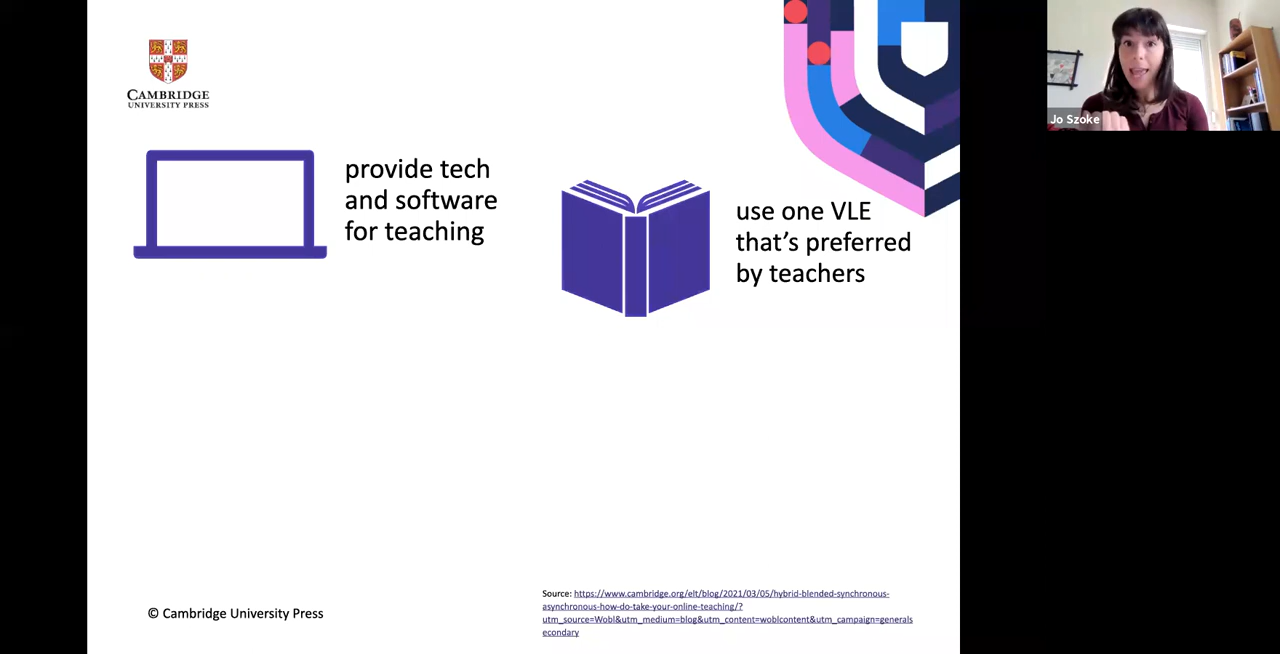 CAMBRIDGE
UNIVERSITY PRESS
provide tech
and software
for teaching
use one VLE
that's preferred
by teachers
Jo Szoke
© Cambridge University Press
Source: https://www.cambridge.org/elt/blog/2021/03/05/hybrid-blended-synchronous-
asynchronous-how-do-take-your-online-teaching/?
utm_source=Wobl&utm_medium=blog&utm_content=woblcontent&utm_campaign=generals
econdary